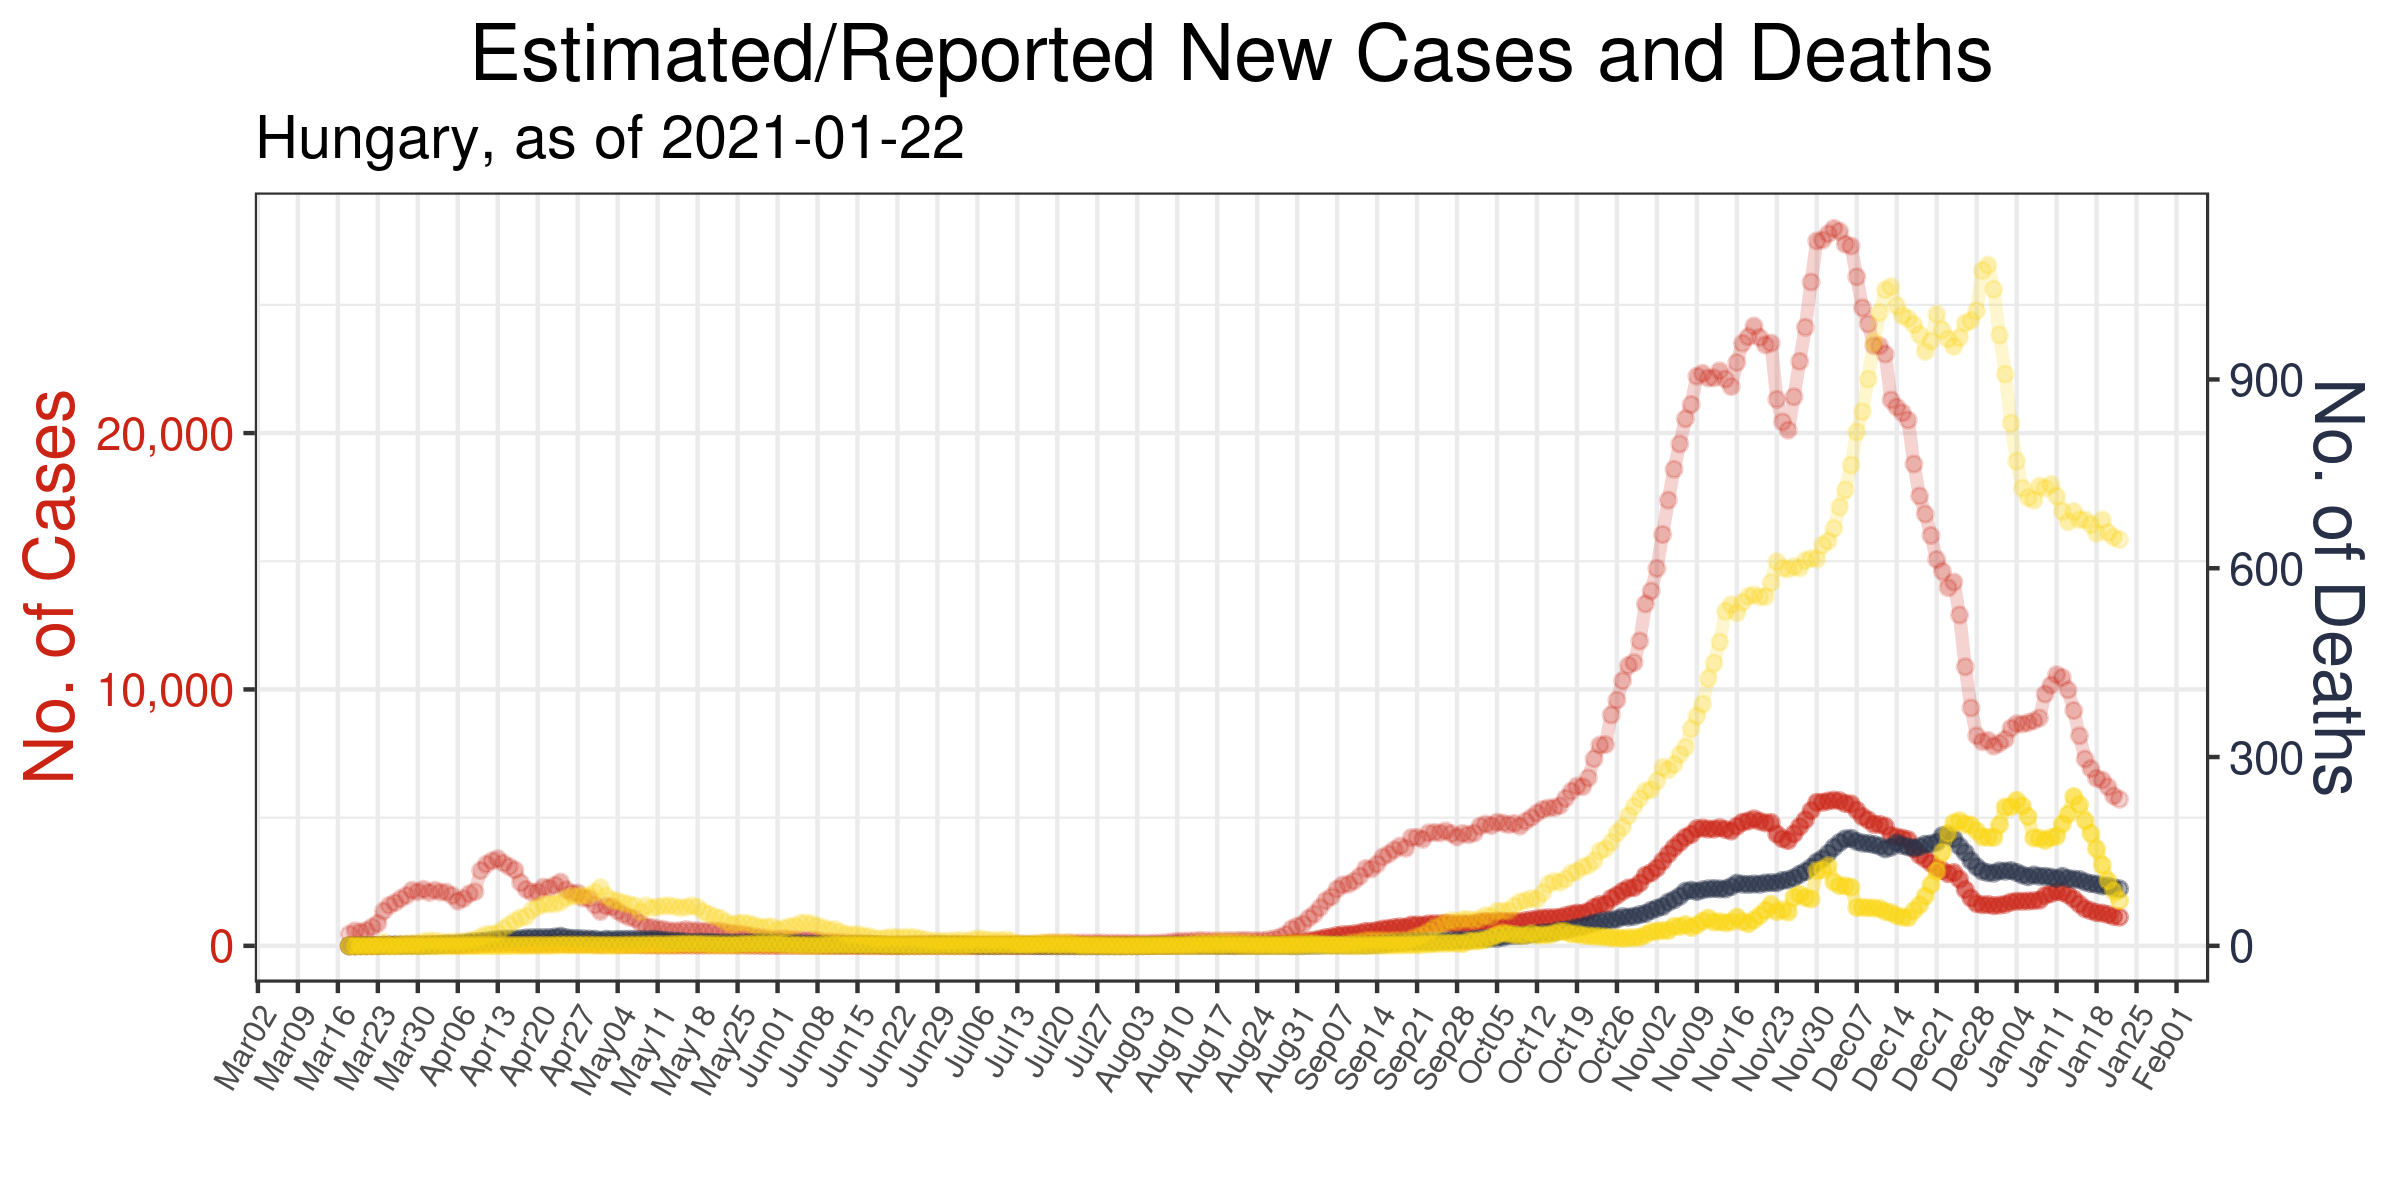 Estimated/Reported New Cases and Deaths
Hungary, as of 2021-01-22
No. of Cases
20,000
10,000
0
No. of Deaths
900
600
300
0
Mar02
Mar09
Mar16
Mar23
Mar30
Apr06
Apr13
Apr20
Apr27
May04
May11
May18
May25
Jun01
Jun08
Jun15
Jun22
Jun29
Jul06
Jul13
Jul20
Jul27
Aug03
Aug10
Aug17
Aug24
Aug31
Sep07
Sep14
Sep21
Sep28
Oct05
Oct12
Oct19
Oct26
Nov02
Nov09
Nov16
Nov23
Nov30
Dec07
Dec14
Dec21
Dec28
Jan04
Jan11
Jan18
Jan25
Feb01